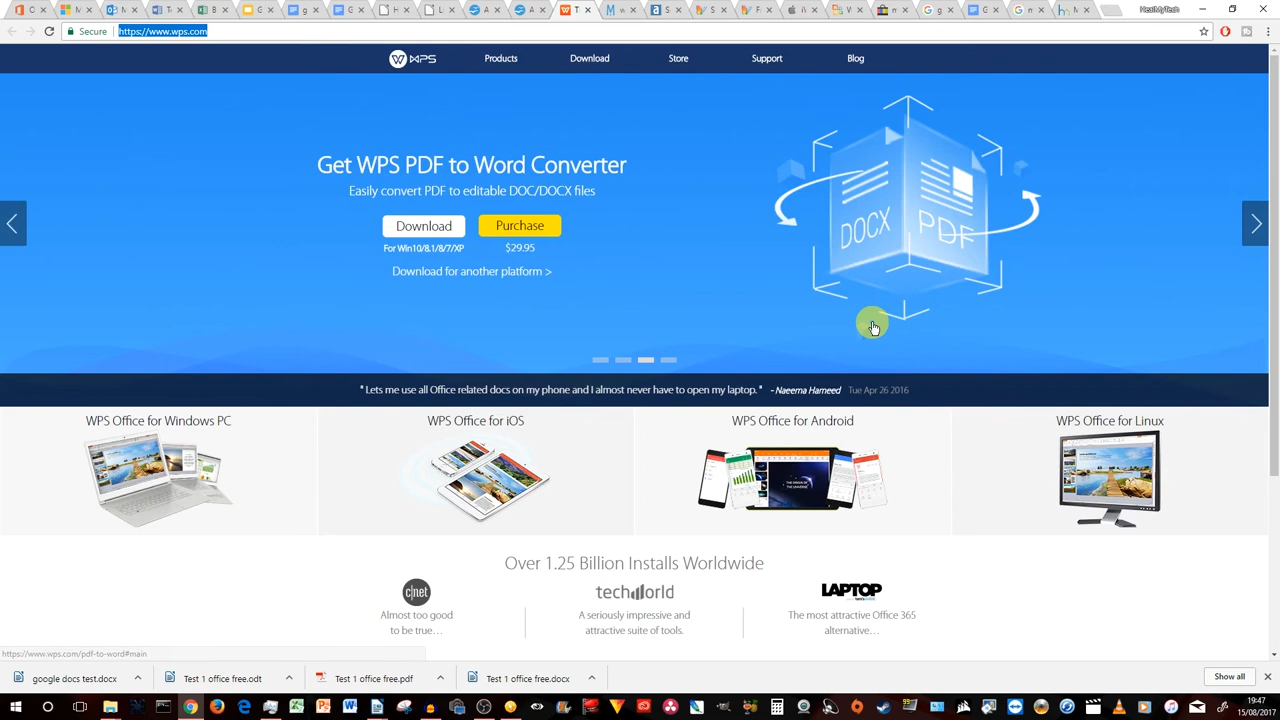 NeatMyTech
Secure
https://www.wps.com
WPS
Products
Download
Store
Support
Blog
Get WPS PDF to Word Converter
Easily convert PDF to editable DOC/DOCX files
Download
Purchase
For Win10/8.1/8/7/XP
$29.95
Download for another platform >
DOCX
PDF
" Lets me use all Office related docs on my phone and I almost never have to open my laptop. " - Naeema Hameed Tue Apr 26 2016
WPS Office for Windows PC
WPS Office for iOS
WPS Office for Android
WPS Office for Linux
Over 1.25 Billion Installs Worldwide
c|net
techworld
LAPTOP
Almost too good
to be true…
A seriously impressive and
attractive suite of tools.
The most attractive Office 365
alternative…
https://www.wps.com/pdf-to-word#main
google docs test.docx
Test 1 office free.odt
Test 1 office free.pdf
Test 1 office free.docx
Show all
19:47
15/08/2017